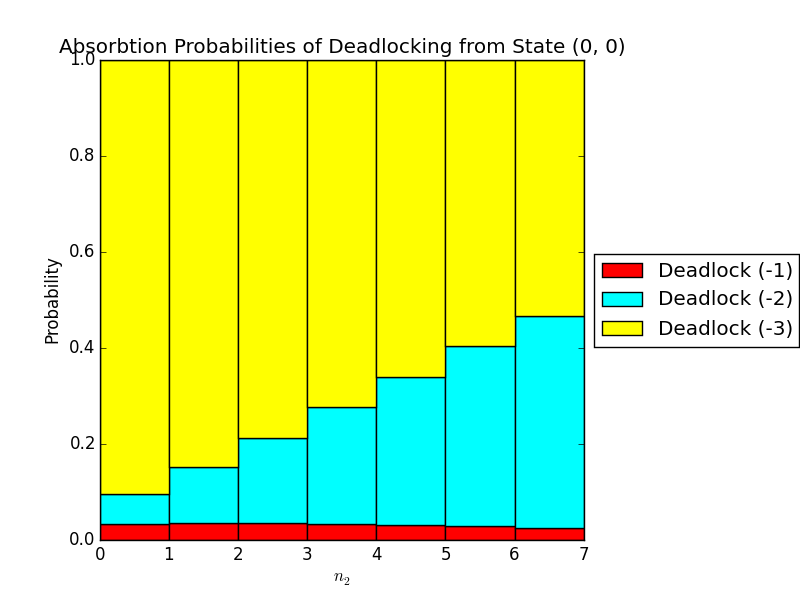 Absorbtion Probabilities of Deadlocking from State (0, 0)
1.0
0.8
0.6
0.4
0.2
0.0
Probability
0 1 2 3 4 5 6 7
n₂
Deadlock (-1)
Deadlock (-2)
Deadlock (-3)